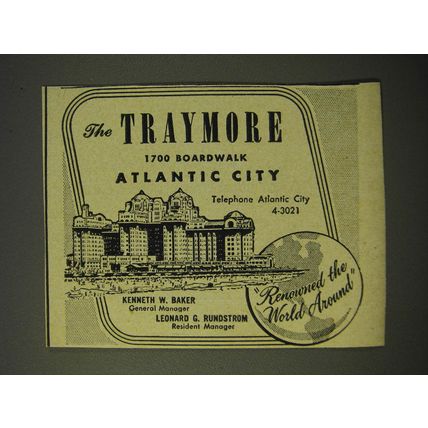 The TRAYMORE
1700 BOARDWALK
ATLANTIC CITY
Telephone Atlantic City
4-3021
KENNETH W. BAKER
General Manager
LEONARD G. RUNDSTROM
Resident Manager
"Renowned the
World Around"